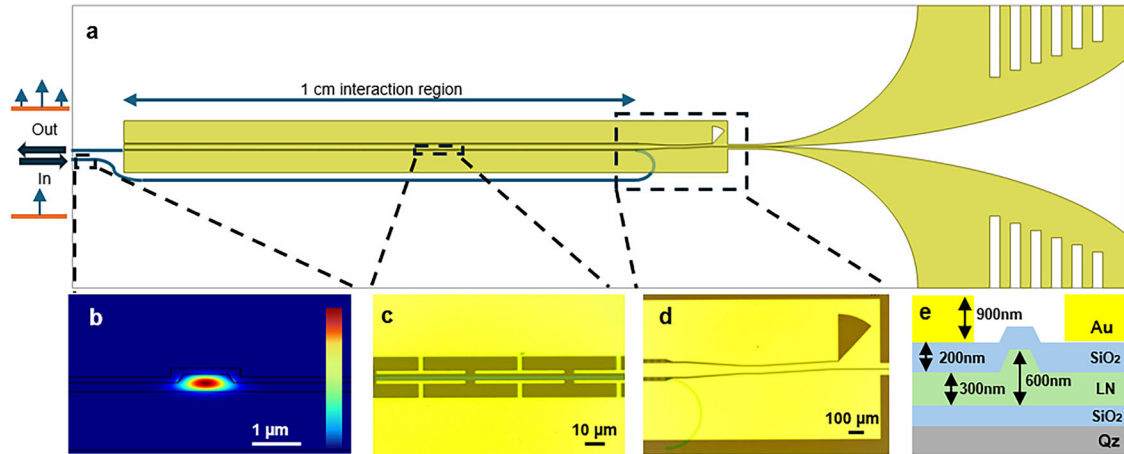 a
1 cm interaction region
Out
In
b
1 µm
c
10 µm
d
100 µm
e
900nm
Au
200nm
SiO₂
600nm
300nm
LN
SiO₂
Qz